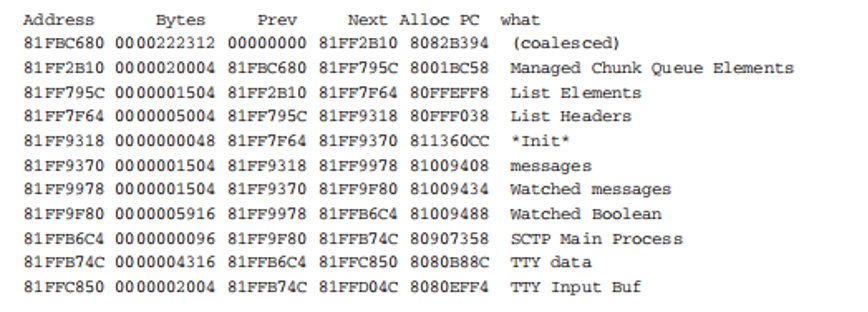 Address Bytes Prev Next Alloc PC what
81FBC680 0000222312 00000000 81FF2B10 8082B394 (coalesced)
81FF2B10 0000020004 81FBC680 81FF795C 8001BC58 Managed Chunk Queue Elements
81FF795C 0000001504 81FF2B10 81FF7F64 80FFEFF8 List Elements
81FF7F64 0000005004 81FF795C 81FF9318 80FFF038 List Headers
81FF9318 0000000048 81FF7F64 81FF9370 811360CC *Init*
81FF9370 0000001504 81FF9318 81FF9978 81009408 messages
81FF9978 0000001504 81FF9370 81FF9F80 81009434 Watched messages
81FF9F80 0000005916 81FF9978 81FFB6C4 81009488 Watched Boolean
81FFB6C4 0000000096 81FF9F80 81FFB74C 80907358 SCTP Main Process
81FFB74C 0000004316 81FFB6C4 81FFC850 8080B88C TTY data
81FFC850 0000002004 81FFB74C 81FFD04C 8080EFF4 TTY Input Buf